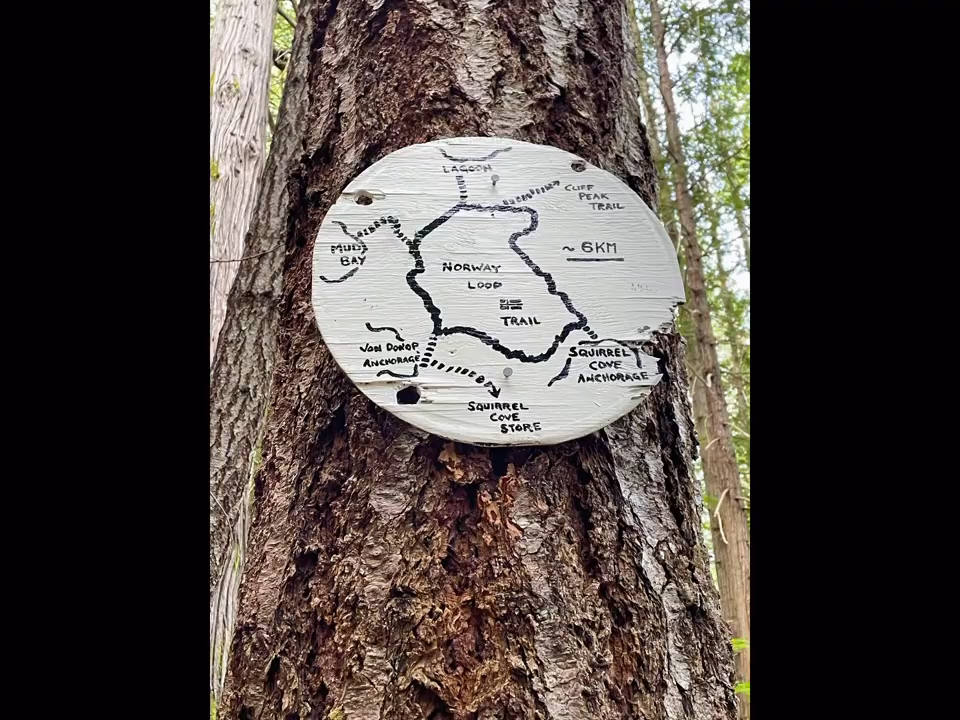 LAGOON
CLIFF
PEAK
TRAIL
MUD
BAY
~ 6KM
NORWAY
LOOP
TRAIL
VON DONOP
ANCHORAGE
SQUIRREL
COVE
ANCHORAGE
SQUIRREL
COVE
STORE